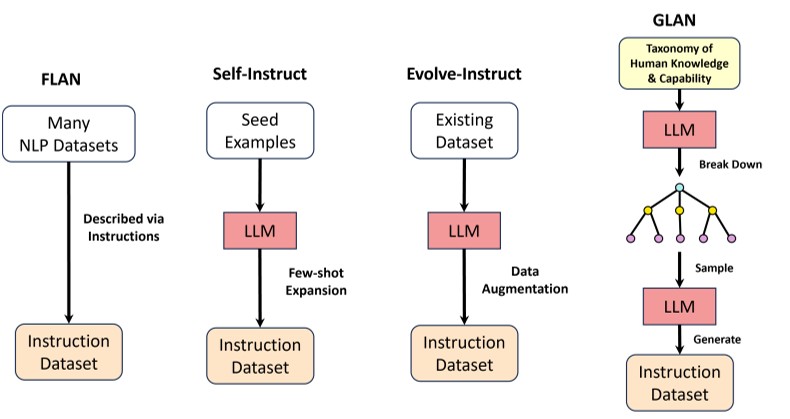 FLAN
Many
NLP Datasets
Described via
Instructions
Instruction
Dataset
Self-Instruct
Seed
Examples
LLM
Few-shot
Expansion
Instruction
Dataset
Evolve-Instruct
Existing
Dataset
LLM
Data
Augmentation
Instruction
Dataset
GLAN
Taxonomy of
Human Knowledge
& Capability
LLM
Break Down
Sample
LLM
Generate
Instruction
Dataset